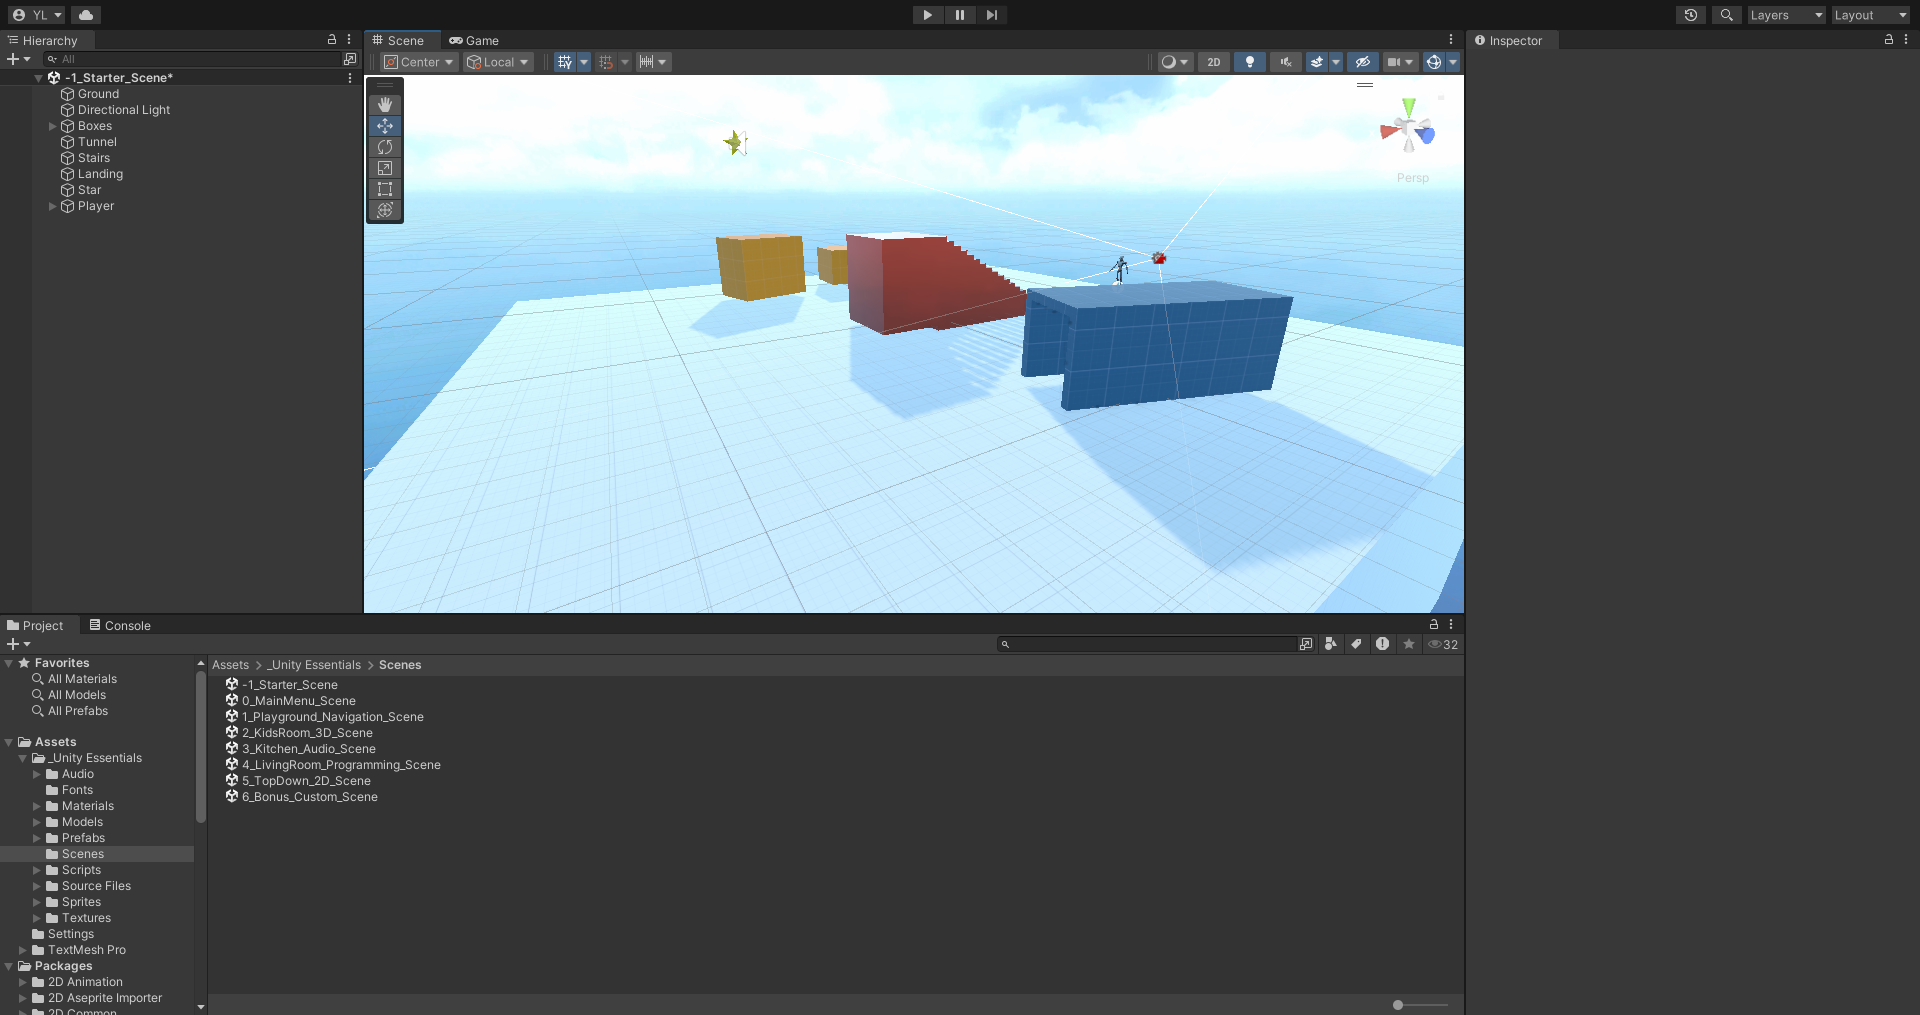 YL
Layers
Layout
Hierarchy
All
-1_Starter_Scene*
Ground
Directional Light
Boxes
Tunnel
Stairs
Landing
Star
Player
Scene
Game
Center
Local
2D
Persp
Inspector
Project
Console
32
Favorites
All Materials
All Models
All Prefabs
Assets
_Unity Essentials
Audio
Fonts
Materials
Models
Prefabs
Scenes
Scripts
Source Files
Sprites
Textures
Settings
TextMesh Pro
Packages
2D Animation
2D Aseprite Importer
2D Common
Assets > _Unity Essentials > Scenes
-1_Starter_Scene
0_MainMenu_Scene
1_Playground_Navigation_Scene
2_KidsRoom_3D_Scene
3_Kitchen_Audio_Scene
4_LivingRoom_Programming_Scene
5_TopDown_2D_Scene
6_Bonus_Custom_Scene